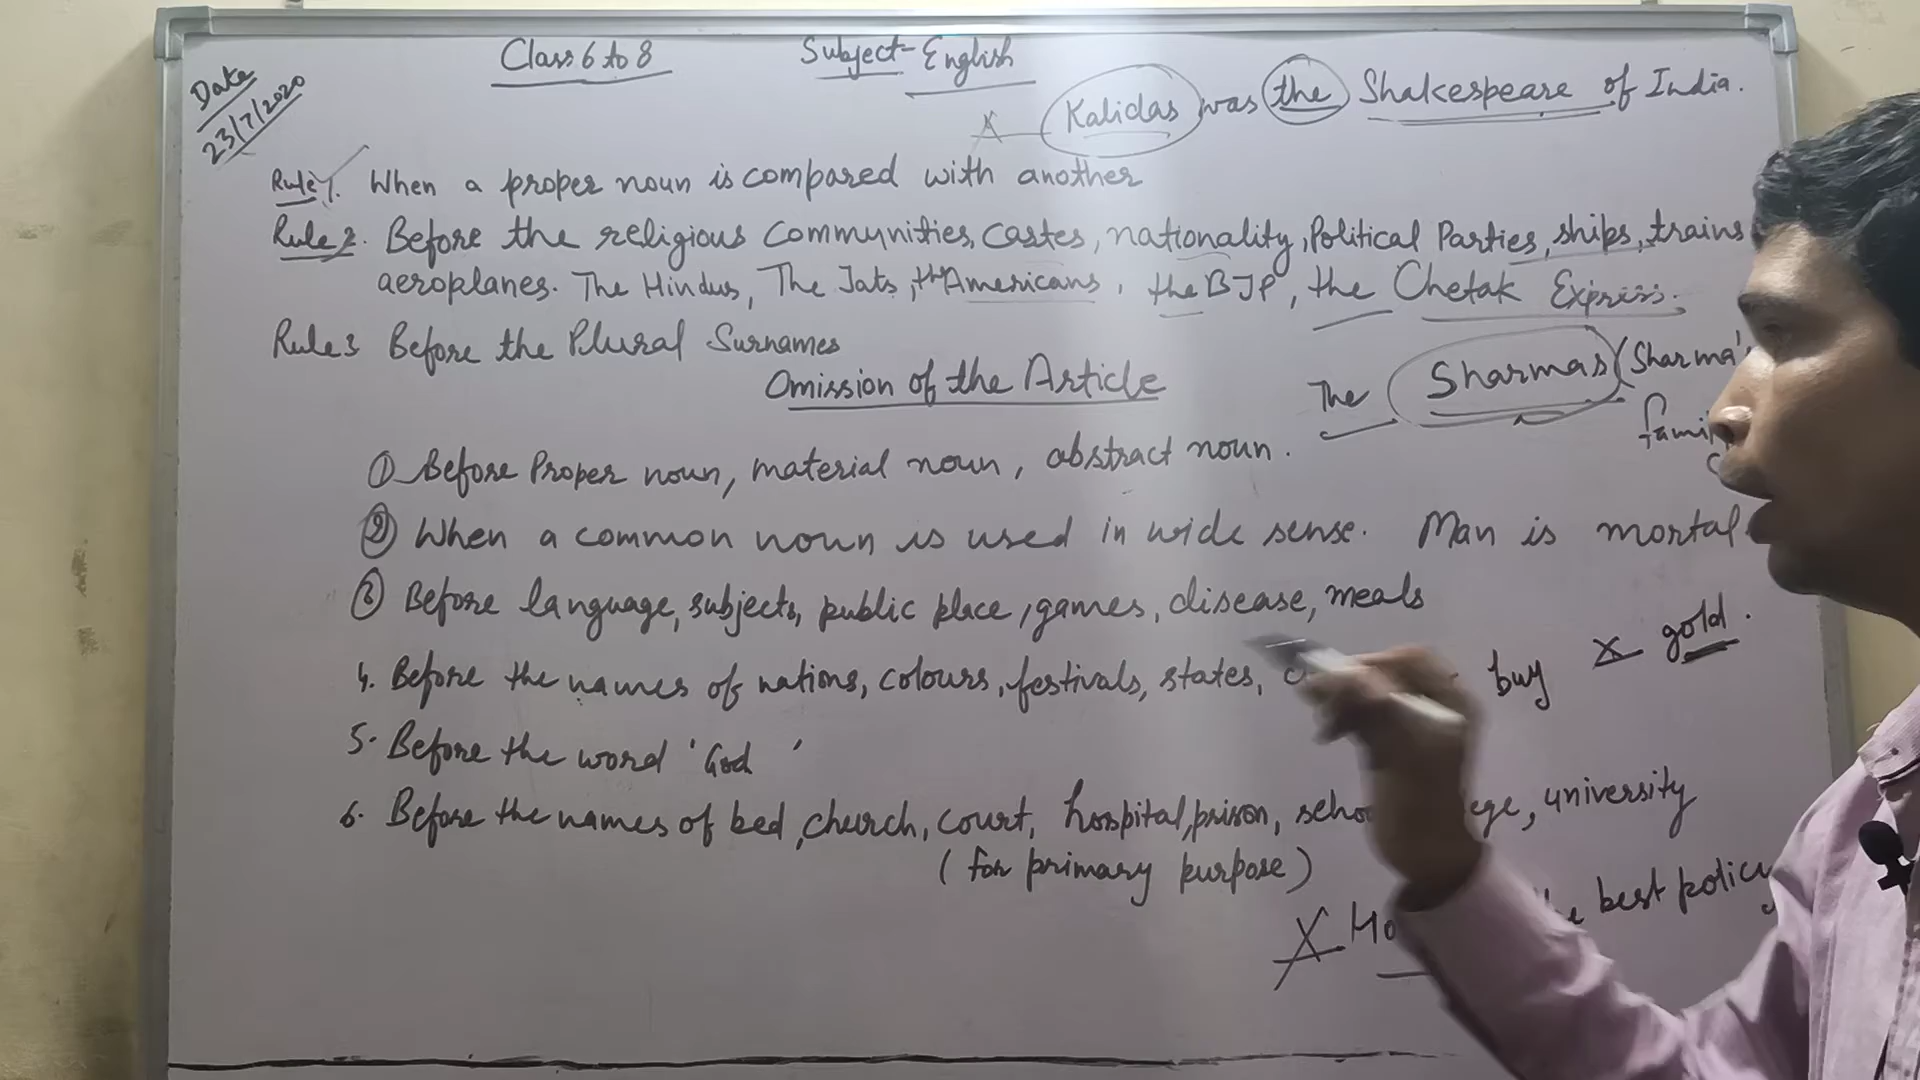 Class 6 to 8 Subject- English
Date
23/7/2020
Kalidas was the Shakespeare of India.
Rule 1. When a proper noun is compared with another
Rule 2. Before the religious communities, castes, nationality, Political Parties, ships, trains
aeroplanes. The Hindus, The Jats, the Americans, the BJP, the Chetak Express.
Rule 3 Before the Plural Surnames
The Sharmas (Sharma's
Omission of the Article
① Before Proper noun, material noun, abstract noun.
② When a common noun is used in wide sense. Man is mortal
③ Before language, subjects, public place, games, disease, meals
4. Before the names of nations, colours, festivals, states,
buy × gold.
5. Before the word 'God'
6. Before the names of bed, church, court, hospital, prison, university
(for primary purpose)
× best policy